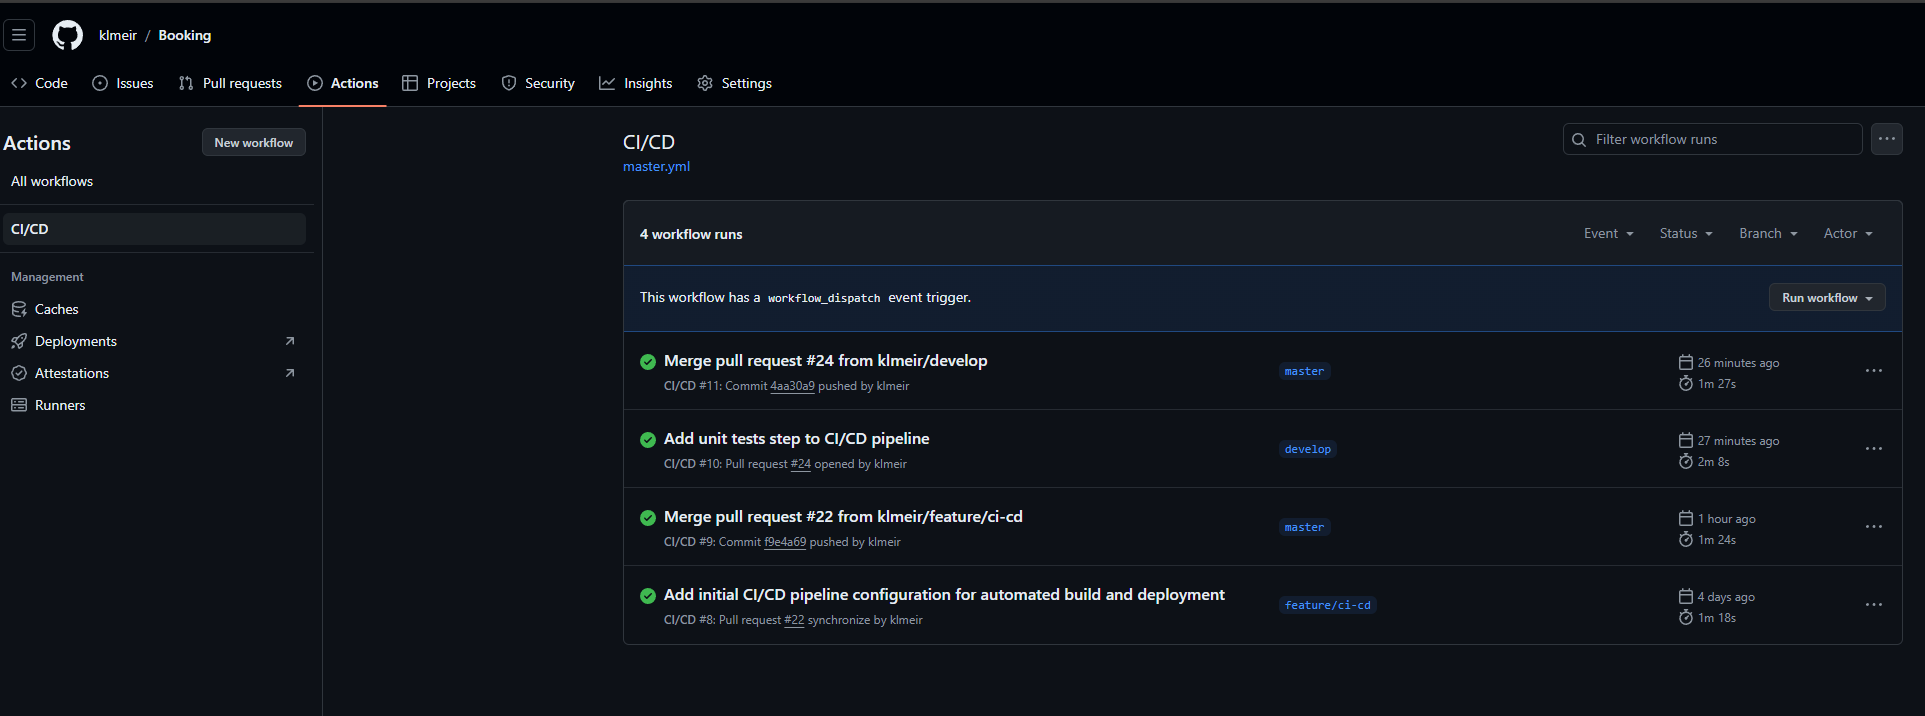 klmeir / Booking
Code Issues Pull requests Actions Projects Security Insights Settings
Actions
New workflow
All workflows
CI/CD
Management
Caches
Deployments
Attestations
Runners
CI/CD
master.yml
Filter workflow runs
4 workflow runs
Event Status Branch Actor
This workflow has a workflow_dispatch event trigger.
Run workflow
Merge pull request #24 from klmeir/develop
CI/CD #11: Commit 4aa30a9 pushed by klmeir
master
26 minutes ago
1m 27s
Add unit tests step to CI/CD pipeline
CI/CD #10: Pull request #24 opened by klmeir
develop
27 minutes ago
2m 8s
Merge pull request #22 from klmeir/feature/ci-cd
CI/CD #9: Commit f9e4a69 pushed by klmeir
master
1 hour ago
1m 24s
Add initial CI/CD pipeline configuration for automated build and deployment
CI/CD #8: Pull request #22 synchronize by klmeir
feature/ci-cd
4 days ago
1m 18s